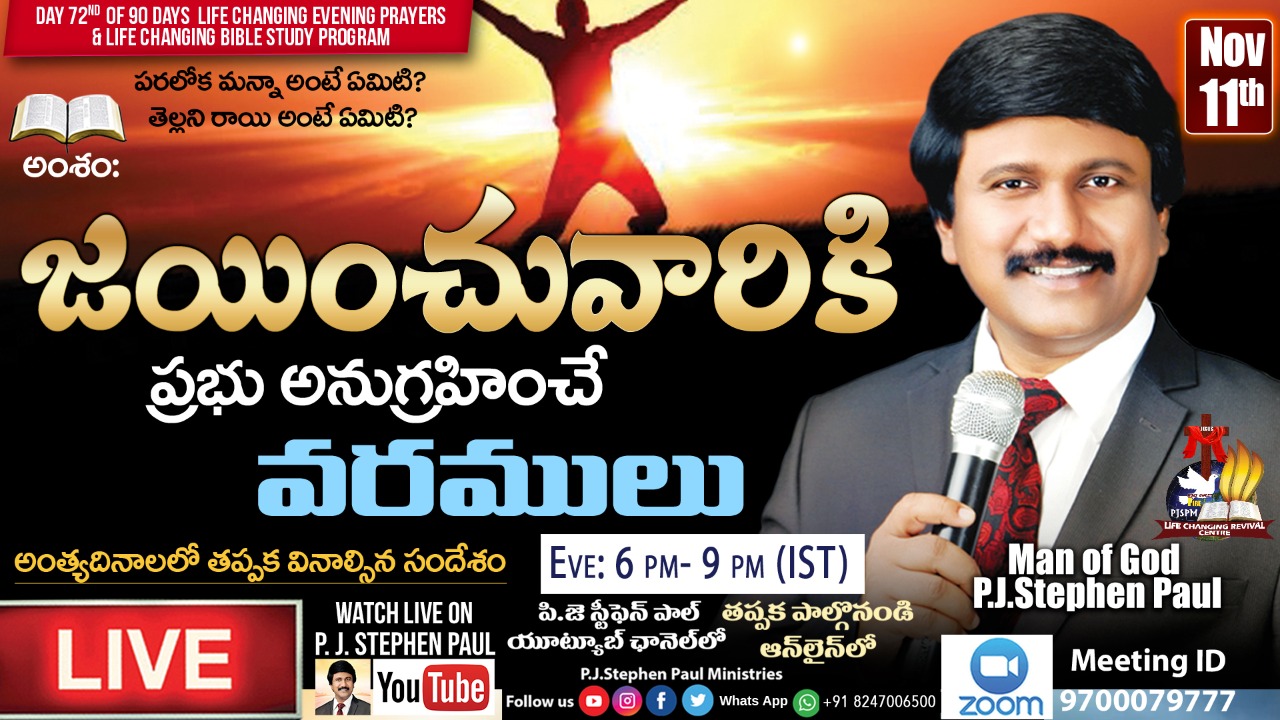 DAY 72ND OF 90 DAYS LIFE CHANGING EVENING PRAYERS
& LIFE CHANGING BIBLE STUDY PROGRAM
Nov
11th
పరలోక మన్నా అంటే ఏమిటి?
తెల్లని రాయి అంటే ఏమిటి?
అంశం:
జయించువారికి
ప్రభు అనుగ్రహించే
వరములు
అంత్యదినాలలో తప్పక వినాల్సిన సందేశం
EVE: 6 PM- 9 PM (IST)
JESUS
PJSPM
LIFE CHANGING REVIVAL
CENTRE
Man of God
P.J.Stephen Paul
LIVE
WATCH LIVE ON
P. J. STEPHEN PAUL
YouTube
పి.జె స్టీఫెన్ పాల్
యూట్యూబ్ ఛానెల్‌లో
తప్పక పాల్గొనండి
ఆన్‌లైన్‌లో
P.J.Stephen Paul Ministries
Follow us
Whats App
+91 8247006500
zoom
Meeting ID
9700079777